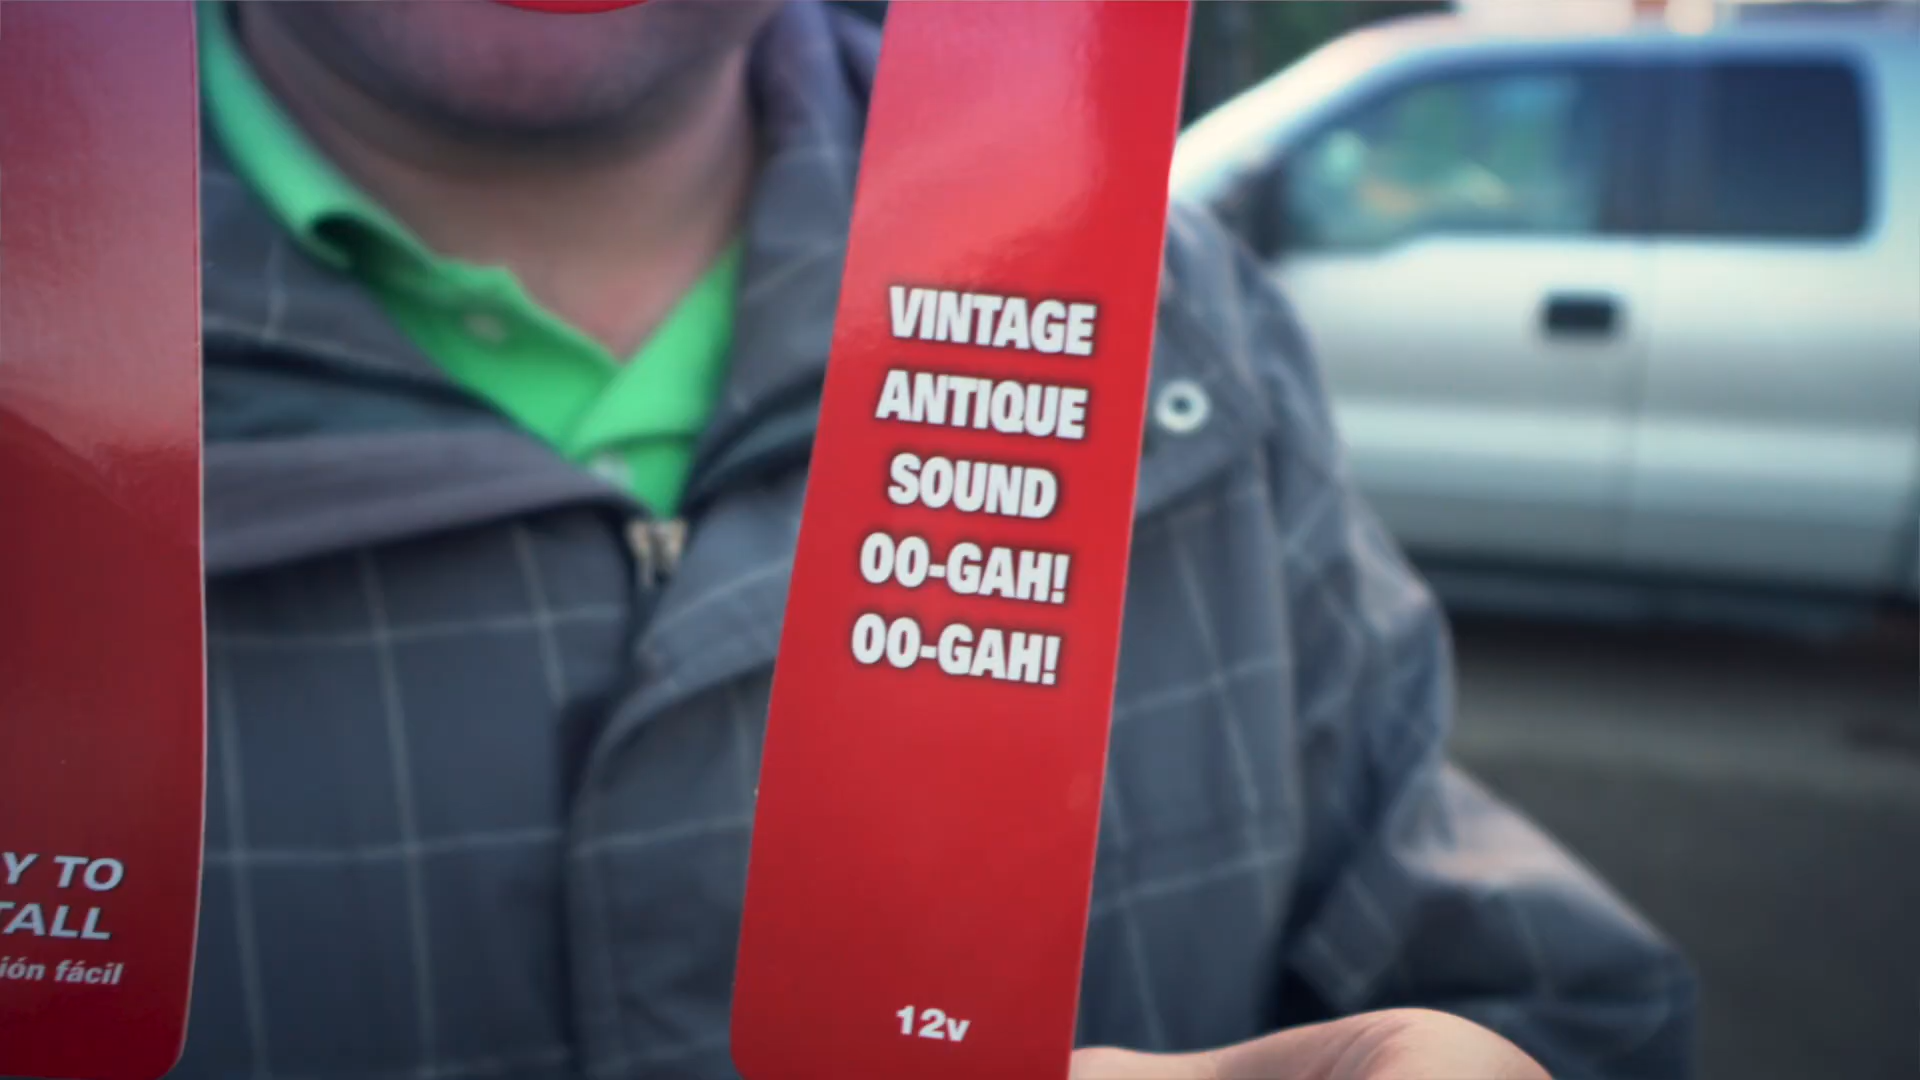 VINTAGE
ANTIQUE
SOUND
OO-GAH!
OO-GAH!
12v
Y TO
TALL
ión fácil